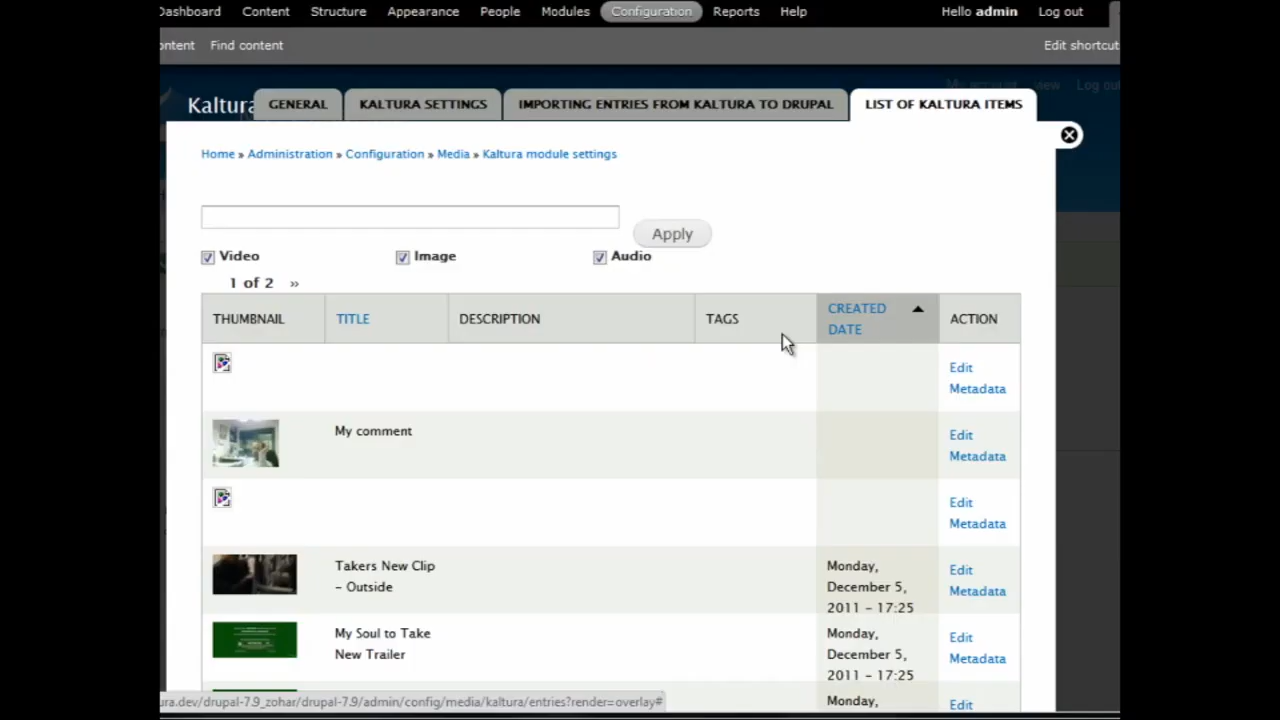 Dashboard Content Structure Appearance People Modules Configuration Reports Help Hello admin Log out
Find content Edit shortcut
Log out
Kaltura GENERAL KALTURA SETTINGS IMPORTING ENTRIES FROM KALTURA TO DRUPAL LIST OF KALTURA ITEMS
Home » Administration » Configuration » Media » Kaltura module settings
Apply
Video Image Audio
1 of 2 »
THUMBNAIL TITLE DESCRIPTION TAGS CREATED DATE ACTION
Edit
Metadata
My comment Edit
Metadata
Edit
Metadata
Takers New Clip Monday, Edit
– Outside December 5, Metadata
2011 – 17:25
My Soul to Take Monday, Edit
New Trailer December 5, Metadata
2011 – 17:25
Monday, Edit
ura.dev/drupal-7.9_zohar/drupal-7.9/admin/config/media/kaltura/entries?render=overlay#